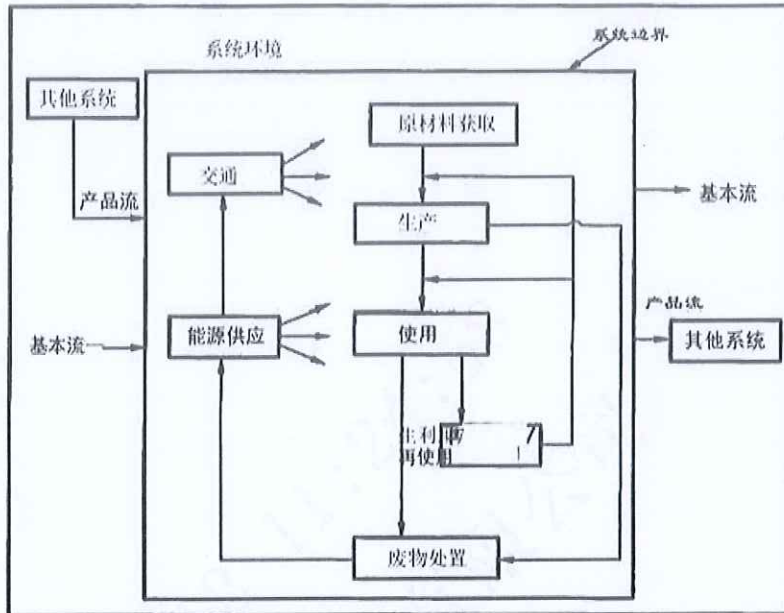 系统环境
系统边界
其他系统
原材料获取
交通
产品流
基本流
生产
能源供应
使用
产品流
基本流
其他系统
生利
再使用
废物处置